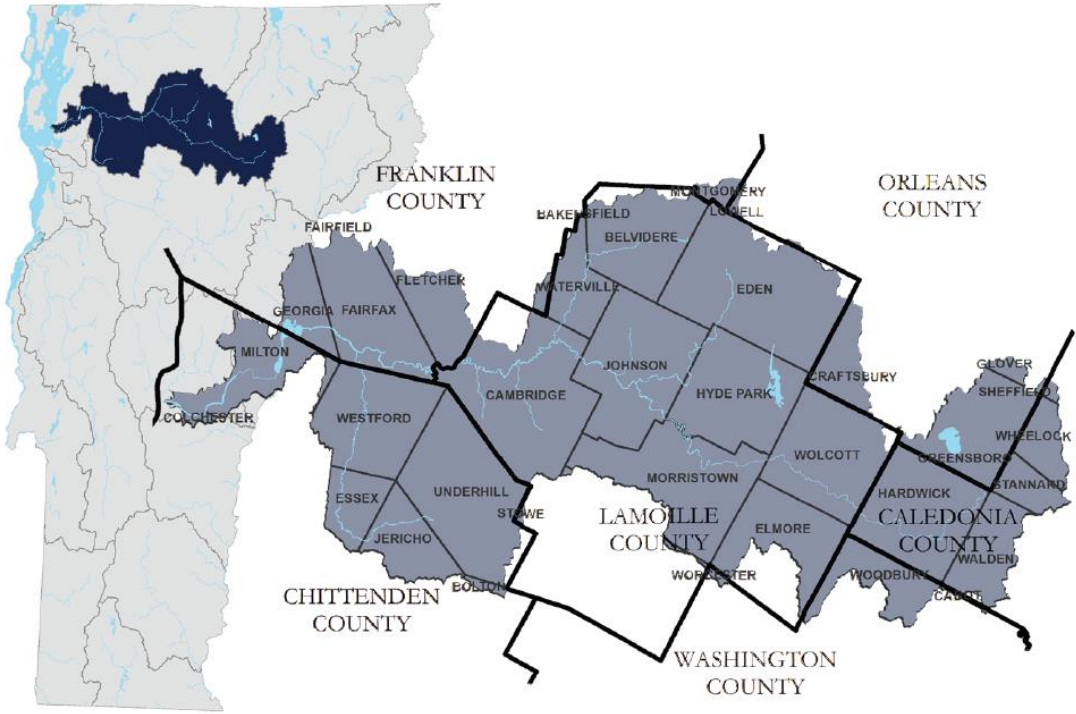 FRANKLIN
COUNTY
ORLEANS
COUNTY
MONTGOMERY
LOWELL
BAKERSFIELD
FAIRFIELD
BELVIDERE
FLETCHER
WATERVILLE
EDEN
GEORGIA
FAIRFAX
MILTON
JOHNSON
GLOVER
CRAFTSBURY
SHEFFIELD
CAMBRIDGE
HYDE PARK
COLCHESTER
WESTFORD
WHEELOCK
WOLCOTT
GREENSBORO
MORRISTOWN
STANNARD
ESSEX
UNDERHILL
HARDWICK
STOWE
LAMOILLE
COUNTY
CALEDONIA
COUNTY
ELMORE
JERICHO
WALDEN
WORCESTER
WOODBURY
BOLTON
CABOT
CHITTENDEN
COUNTY
WASHINGTON
COUNTY